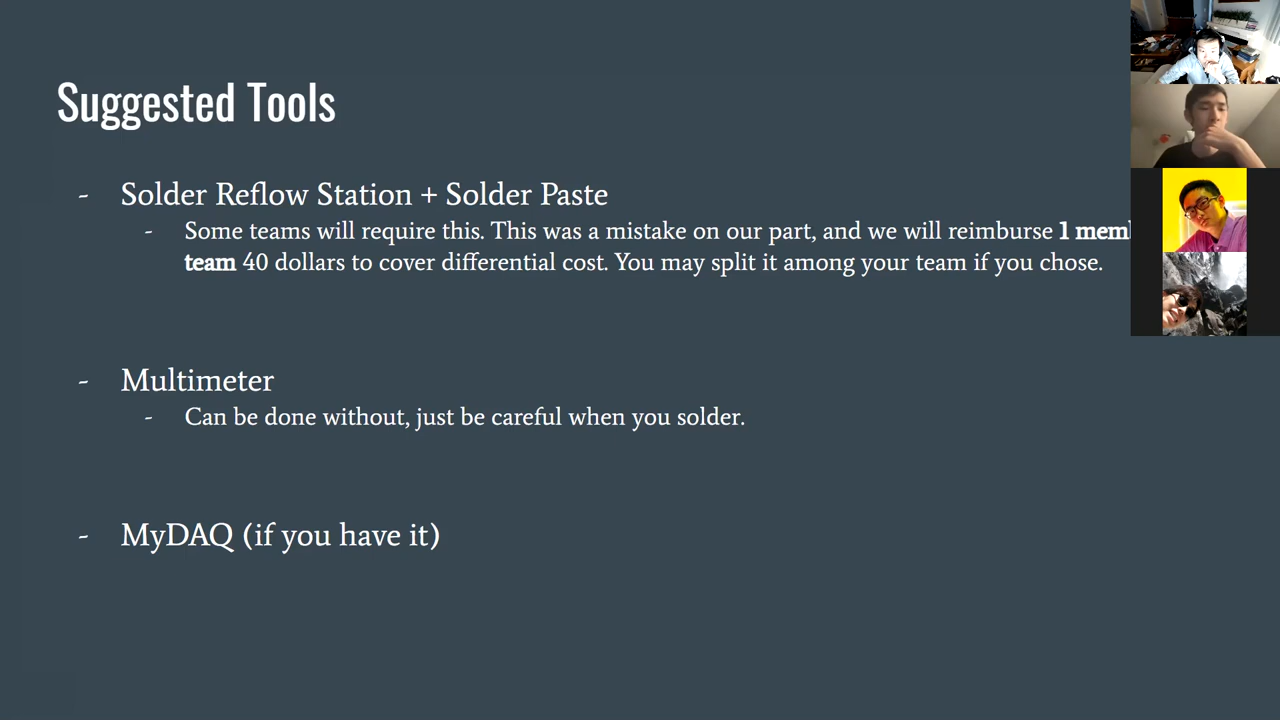 Suggested Tools
- Solder Reflow Station + Solder Paste
- Some teams will require this. This was a mistake on our part, and we will reimburse 1
team 40 dollars to cover differential cost. You may split it among your team if you chose.
- Multimeter
- Can be done without, just be careful when you solder.
- MyDAQ (if you have it)